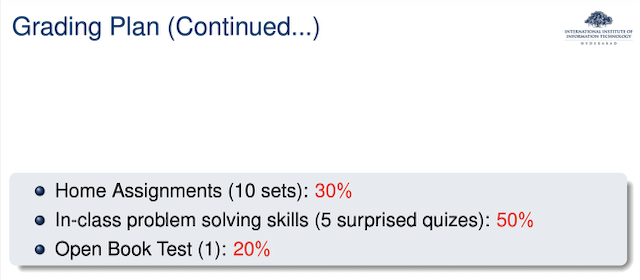 Grading Plan (Continued...)
INTERNATIONAL INSTITUTE OF
INFORMATION TECHNOLOGY
HYDERABAD
Home Assignments (10 sets): 30%
In-class problem solving skills (5 surprised quizes): 50%
Open Book Test (1): 20%